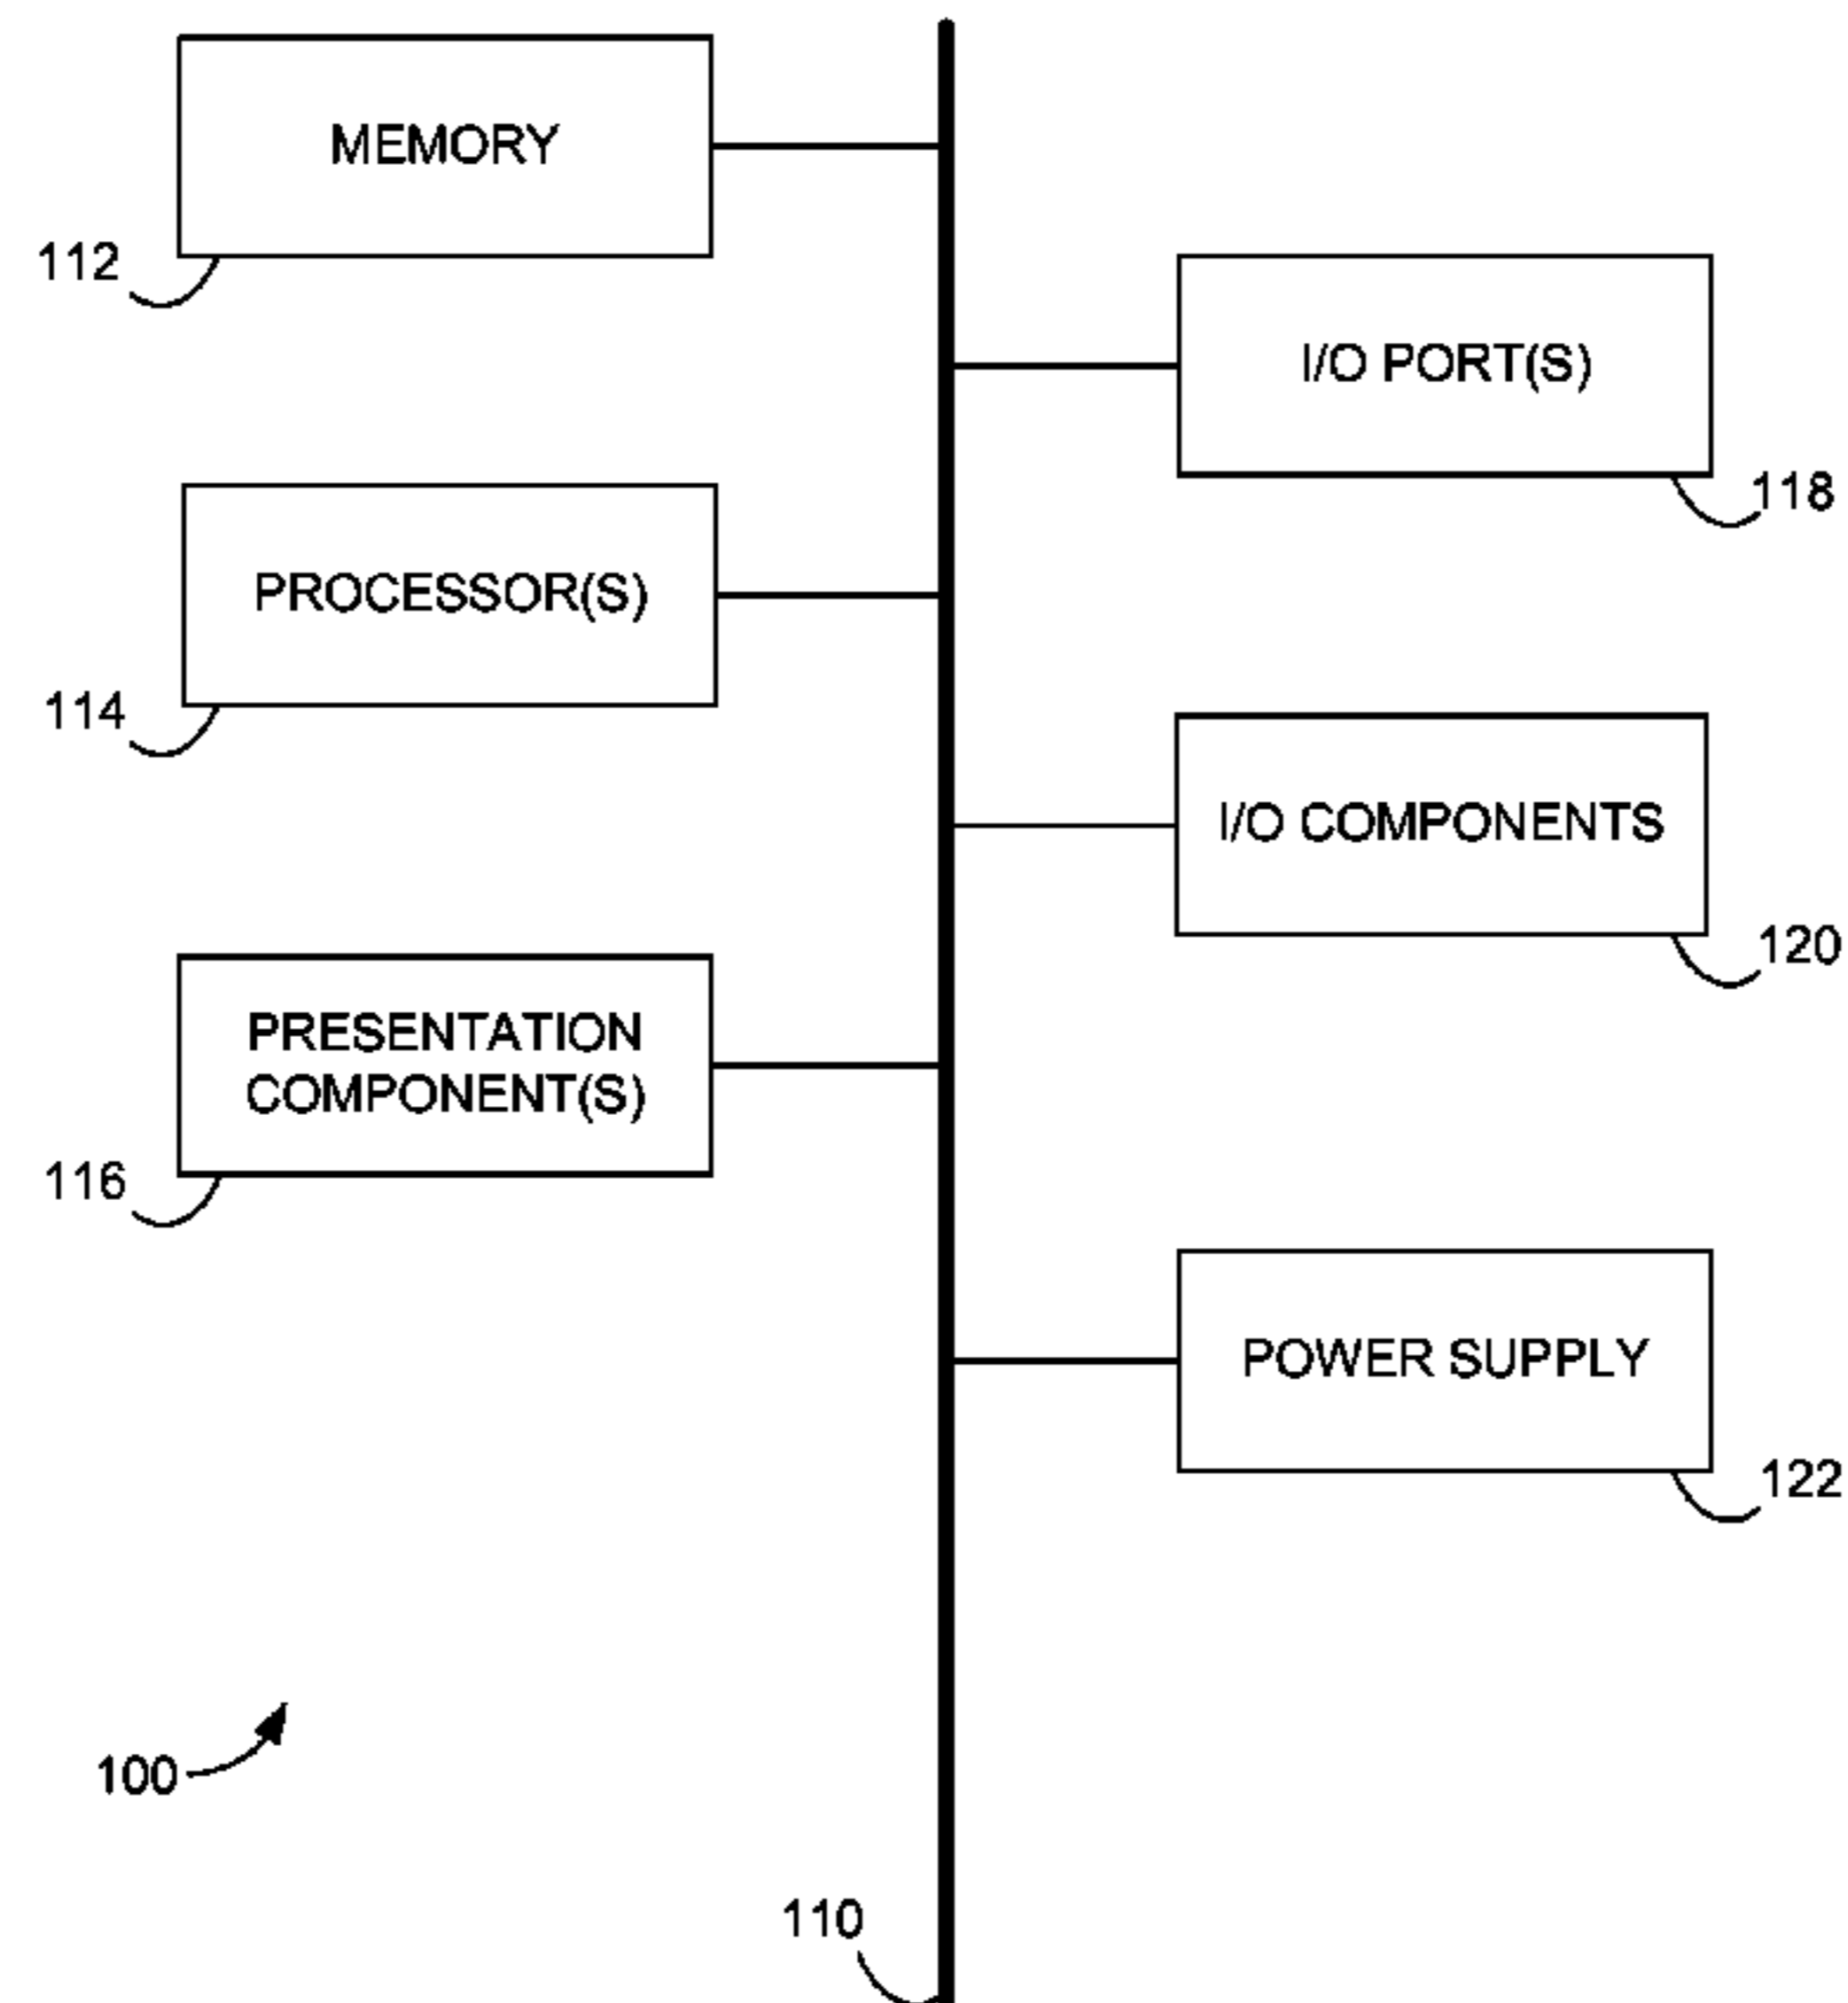 MEMORY
112
I/O PORT(S)
118
PROCESSOR(S)
114
I/O COMPONENTS
120
PRESENTATION
COMPONENT(S)
116
POWER SUPPLY
122
100
110